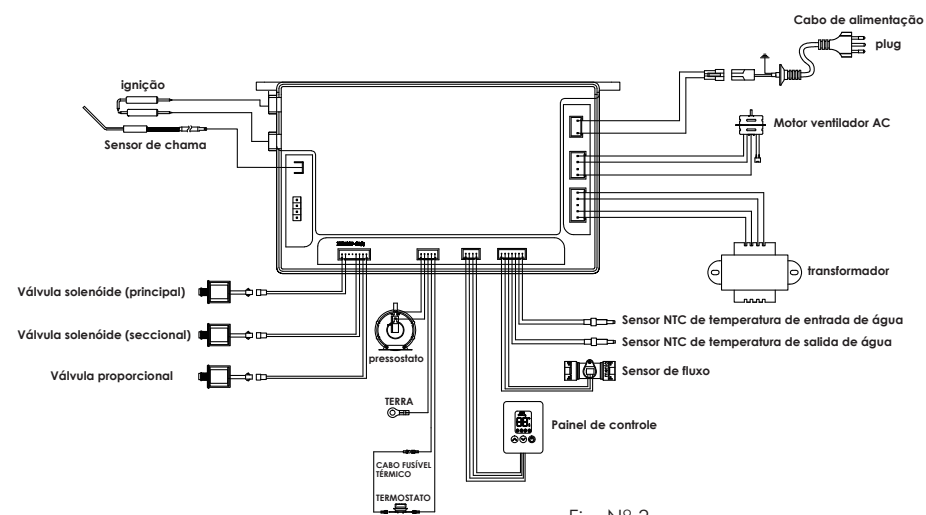 Cabo de alimentação
plug
ignição
Sensor de chama
Motor ventilador AC
transformador
Válvula solenóide (principal)
Válvula solenóide (seccional)
Válvula proporcional
pressostato
Sensor NTC de temperatura de entrada de água
Sensor NTC de temperatura de salida de água
Sensor de fluxo
TERRA
Painel de controle
CABO FUSÍVEL
TÉRMICO
TERMOSTATO